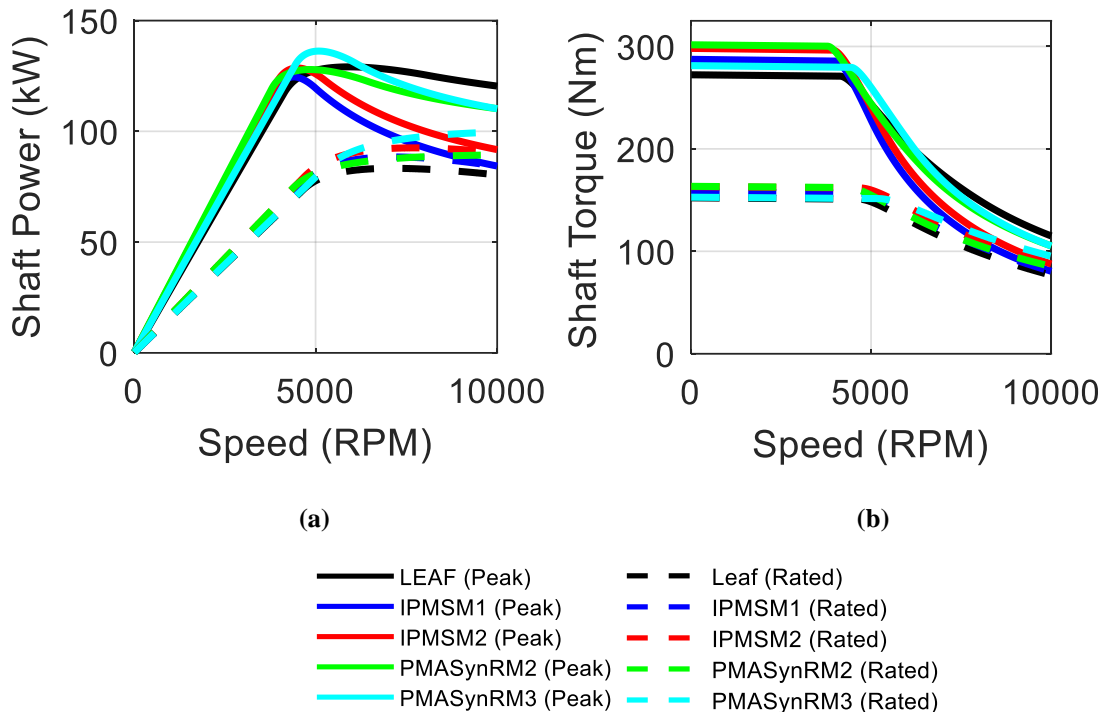 150
100
50
0
0
5000
10000
Shaft Power (kW)
Speed (RPM)
(a)
300
200
100
0
0
5000
10000
Shaft Torque (Nm)
Speed (RPM)
(b)
LEAF (Peak)
IPMSM1 (Peak)
IPMSM2 (Peak)
PMASynRM2 (Peak)
PMASynRM3 (Peak)
Leaf (Rated)
IPMSM1 (Rated)
IPMSM2 (Rated)
PMASynRM2 (Rated)
PMASynRM3 (Rated)